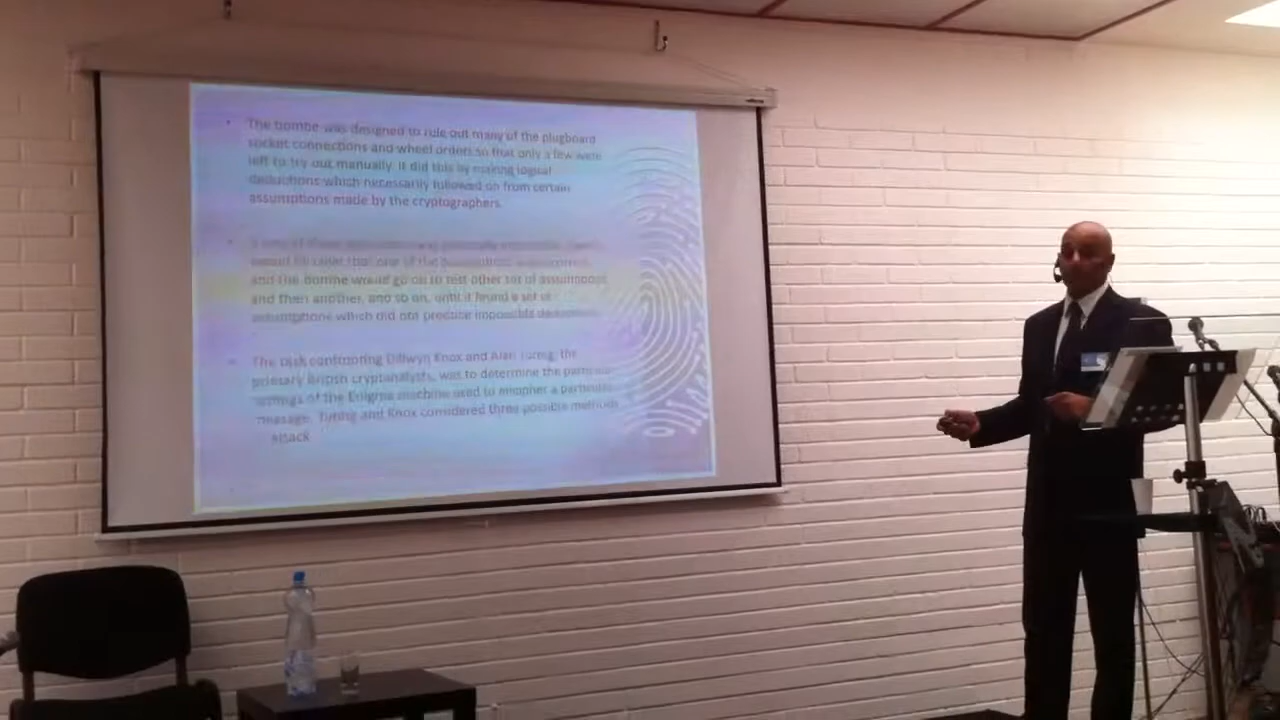 The bombe was designed to rule out many of the plugboard
socket connections and wheel orders so that only a few were
left to try out manually. It did this by making logical
deductions which necessarily followed on from certain
assumptions made by the cryptographers.
and the bombe would go on to test other set of assumptions
and then another, and so on, until it found a set of
assumptions which did not produce impossible
The task confronting Dillwyn Knox and Alan Turing, the
primary British cryptanalysts, was to determine the
settings of the Enigma machine used to encipher a particular
message. Turing and Knox considered three possible methods
attack